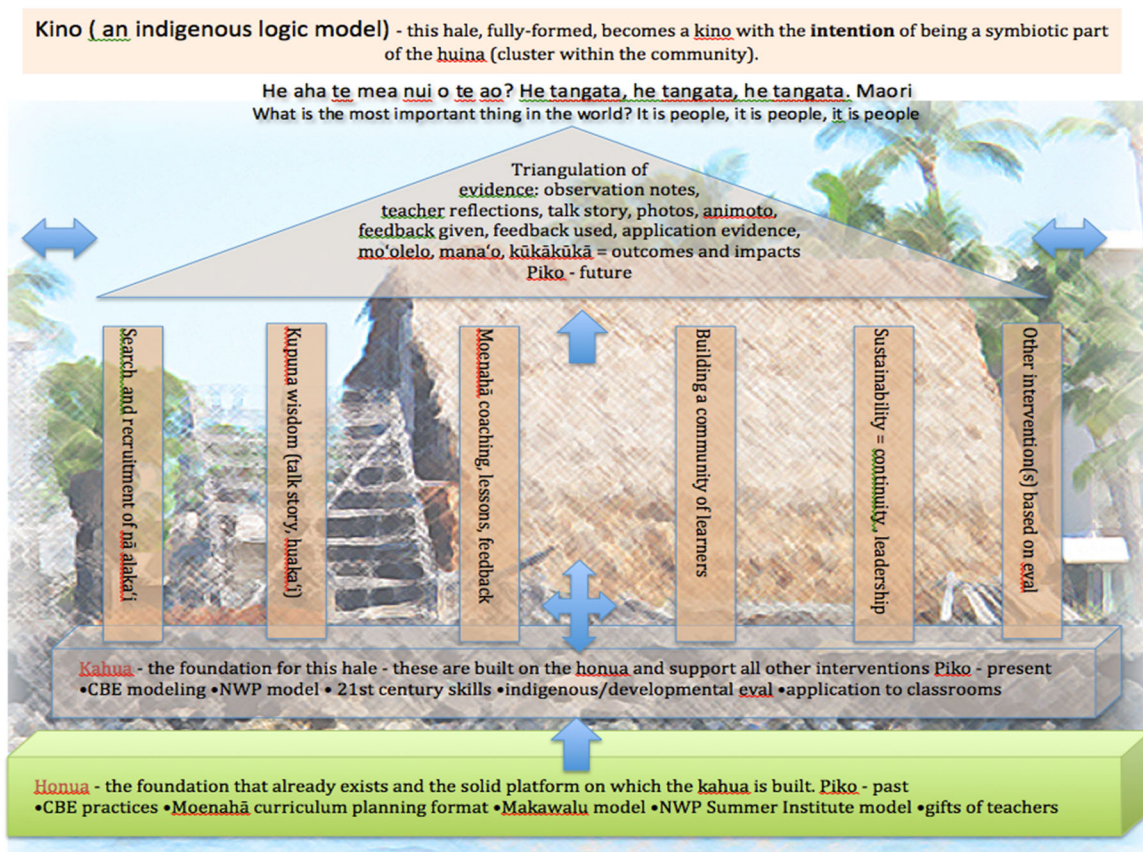 Kino ( an indigenous logic model) - this hale, fully-formed, becomes a kino with the intention of being a symbiotic part
of the huina (cluster within the community).
He aha te mea nui o te ao? He tangata, he tangata, he tangata. Maori
What is the most important thing in the world? It is people, it is people, it is people
Triangulation of
evidence: observation notes,
teacher reflections, talk story, photos, animoto,
feedback given, feedback used, application evidence,
moʻolelo, manaʻo, kūkākūkā = outcomes and impacts
Piko - future
Search and recruitment of nā alakaʻi
Kupuna wisdom (talk story, huakaʻi)
Moenahā coaching, lessons, feedback
Building a community of learners
Sustainability = continuity, leadership
Other intervention(s) based on eval
Kahua - the foundation for this hale - these are built on the honua and support all other interventions Piko - present
•CBE modeling •NWP model • 21st century skills •indigenous/developmental eval •application to classrooms
Honua - the foundation that already exists and the solid platform on which the kahua is built. Piko - past
•CBE practices •Moenahā curriculum planning format •Makawalu model •NWP Summer Institute model •gifts of teachers